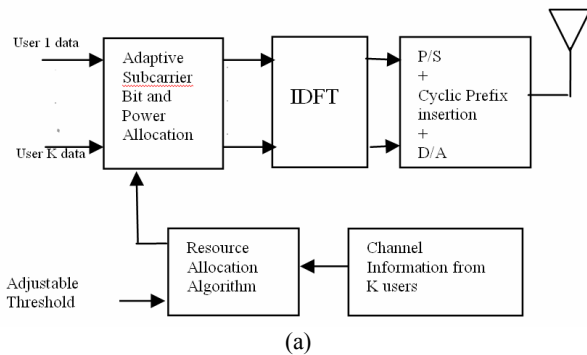 User 1 data
User K data
Adaptive
Subcarrier
Bit and
Power
Allocation
IDFT
P/S
+
Cyclic Prefix
insertion
+
D/A
Adjustable
Threshold
Resource
Allocation
Algorithm
Channel
Information from
K users
(a)